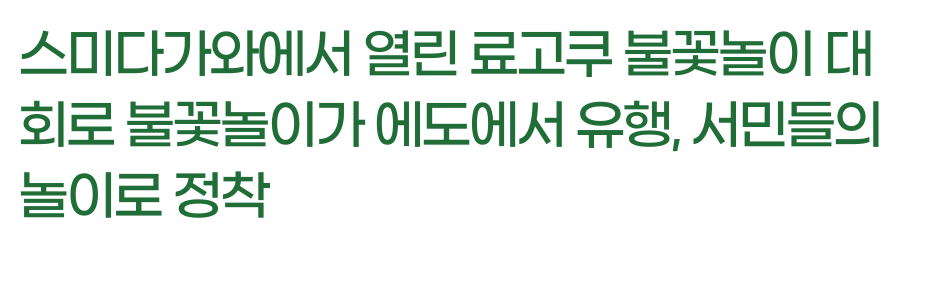 스미다가와에서 열린 료고쿠 불꽃놀이 대
회로 불꽃놀이가 에도에서 유행, 서민들의
놀이로 정착